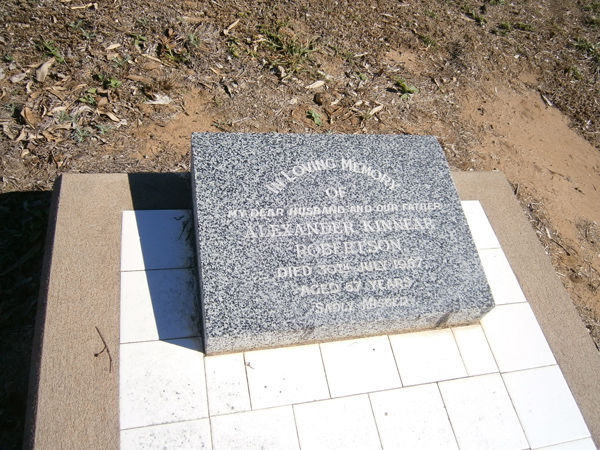 IN LOVING MEMORY
OF
MY DEAR HUSBAND AND OUR FATHER
ALEXANDER KINNEAR
ROBERTSON
DIED 30TH JULY
AGED 67 YEARS
SADLY MISSED